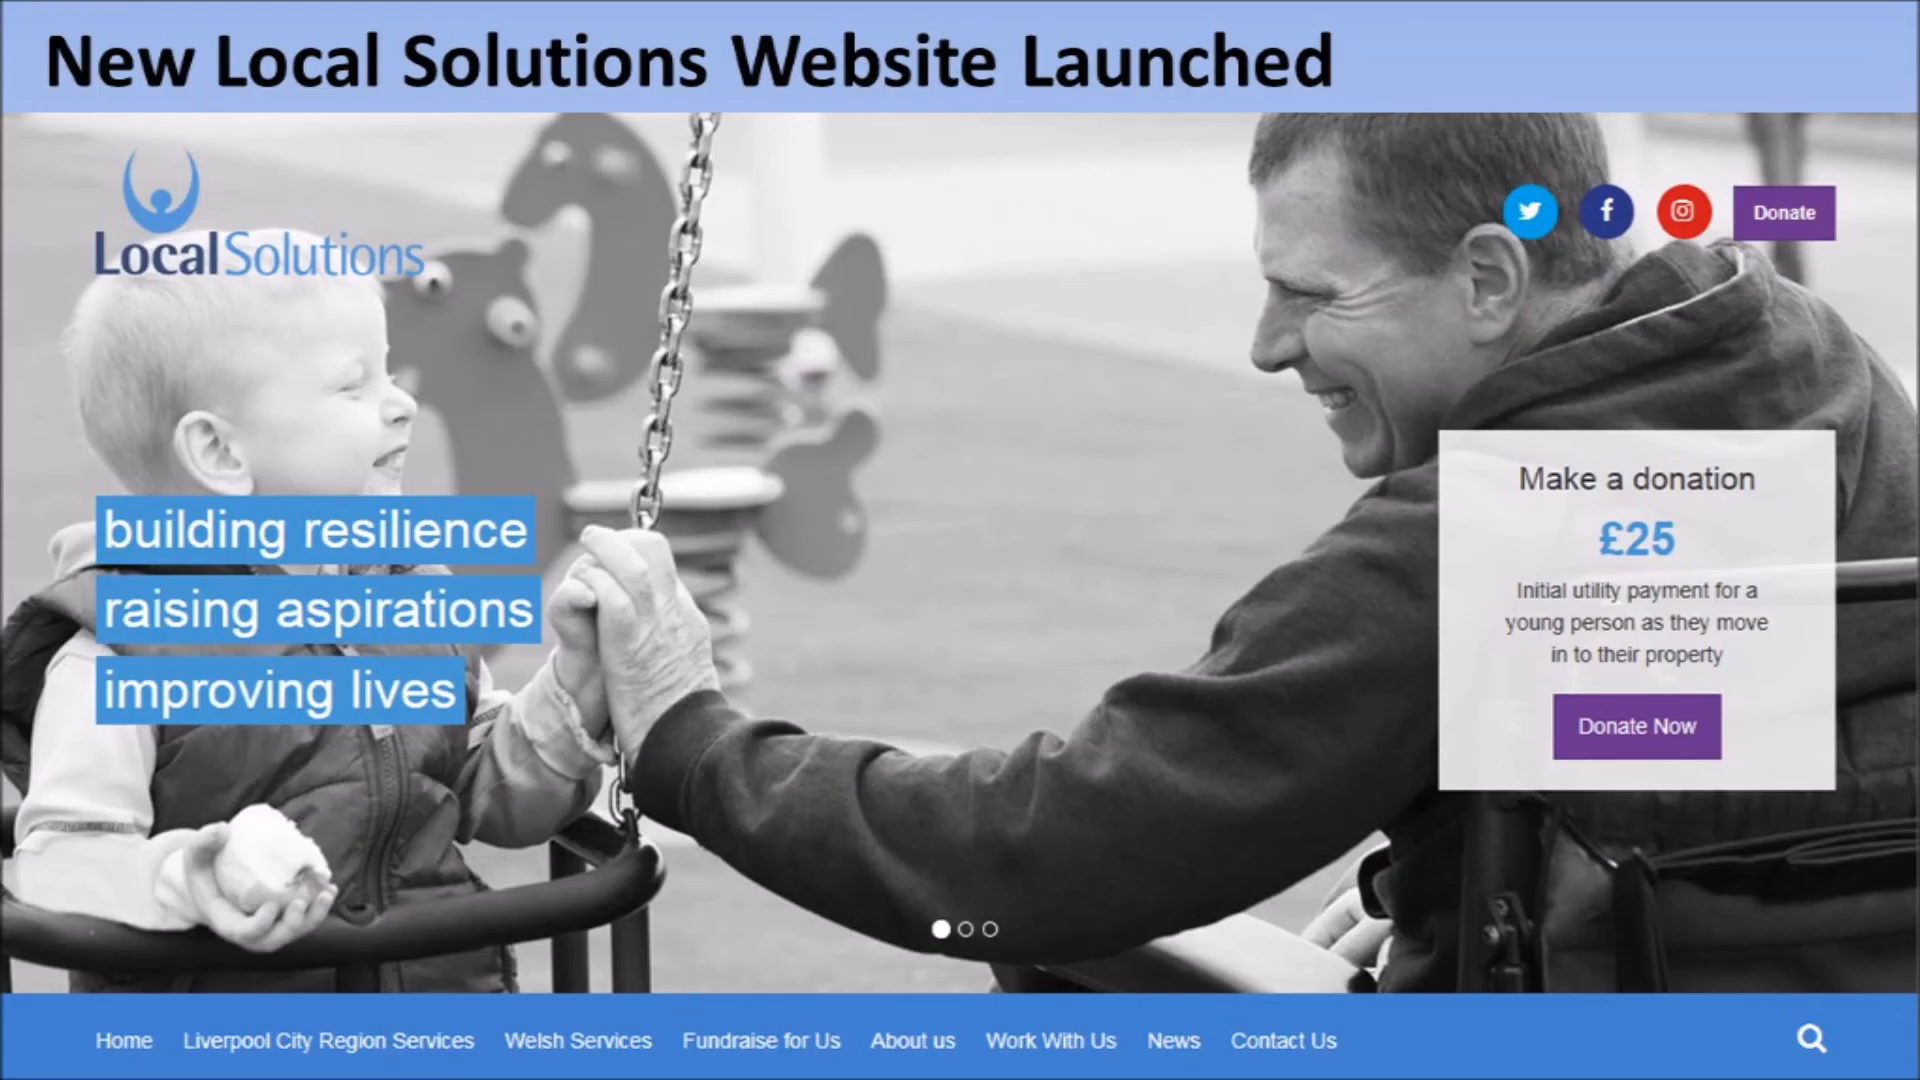 New Local Solutions Website Launched
LocalSolutions
Donate
building resilience
raising aspirations
improving lives
Make a donation
£25
Initial utility payment for a
young person as they move
in to their property
Donate Now
Home Liverpool City Region Services Welsh Services Fundraise for Us About us Work With Us News Contact Us